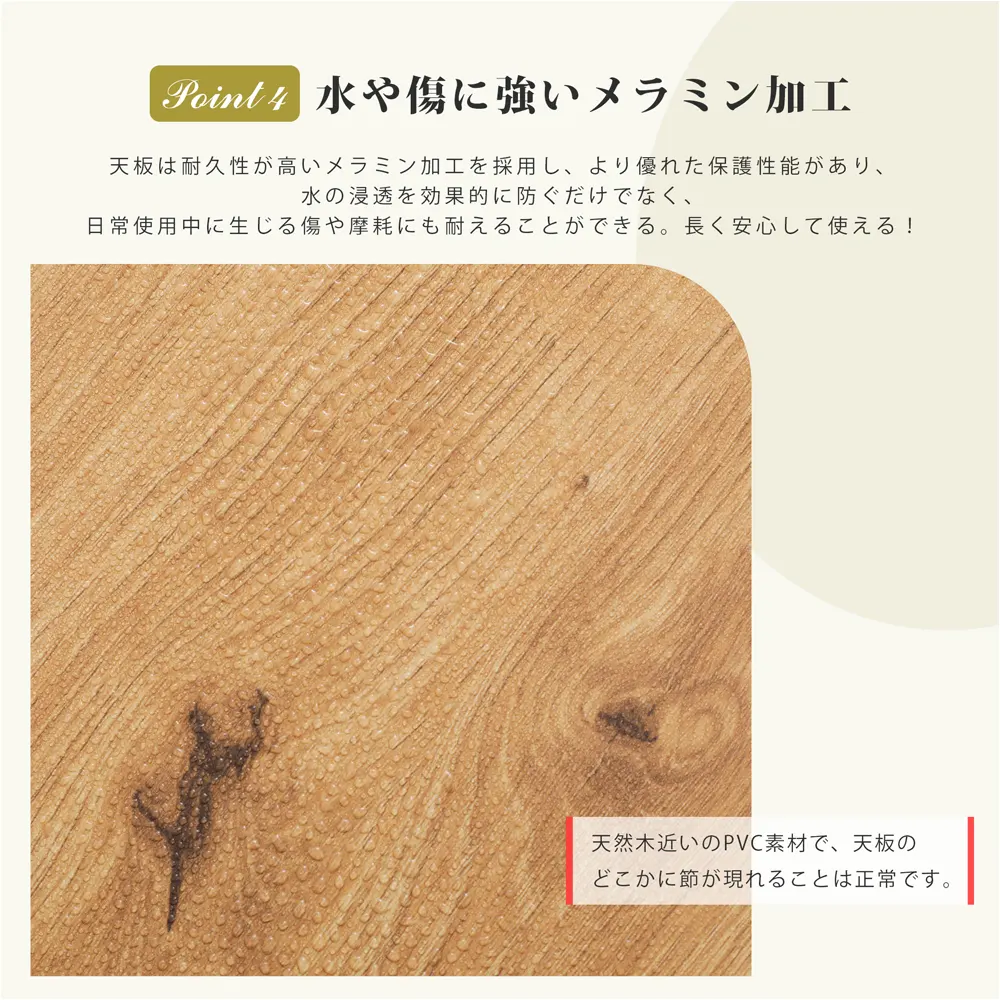 Point 4 水や傷に強いメラミン加工
天板は耐久性が高いメラミン加工を採用し、より優れた保護性能があり、
水の浸透を効果的に防ぐだけでなく、
日常使用中に生じる傷や摩耗にも耐えることができる。長く安心して使える！
天然木近いのPVC素材で、天板の
どこかに節が現れることは正常です。